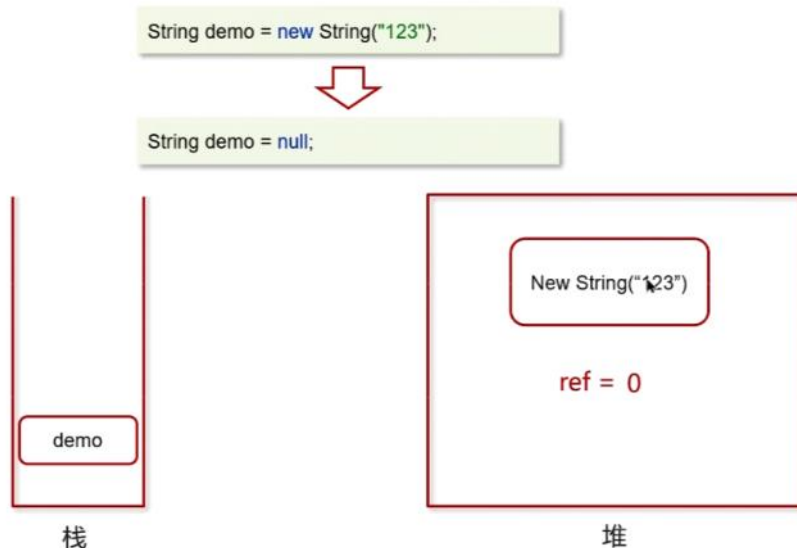 String demo = new String("123");
String demo = null;
New String(“123”)
ref = 0
demo
栈
堆